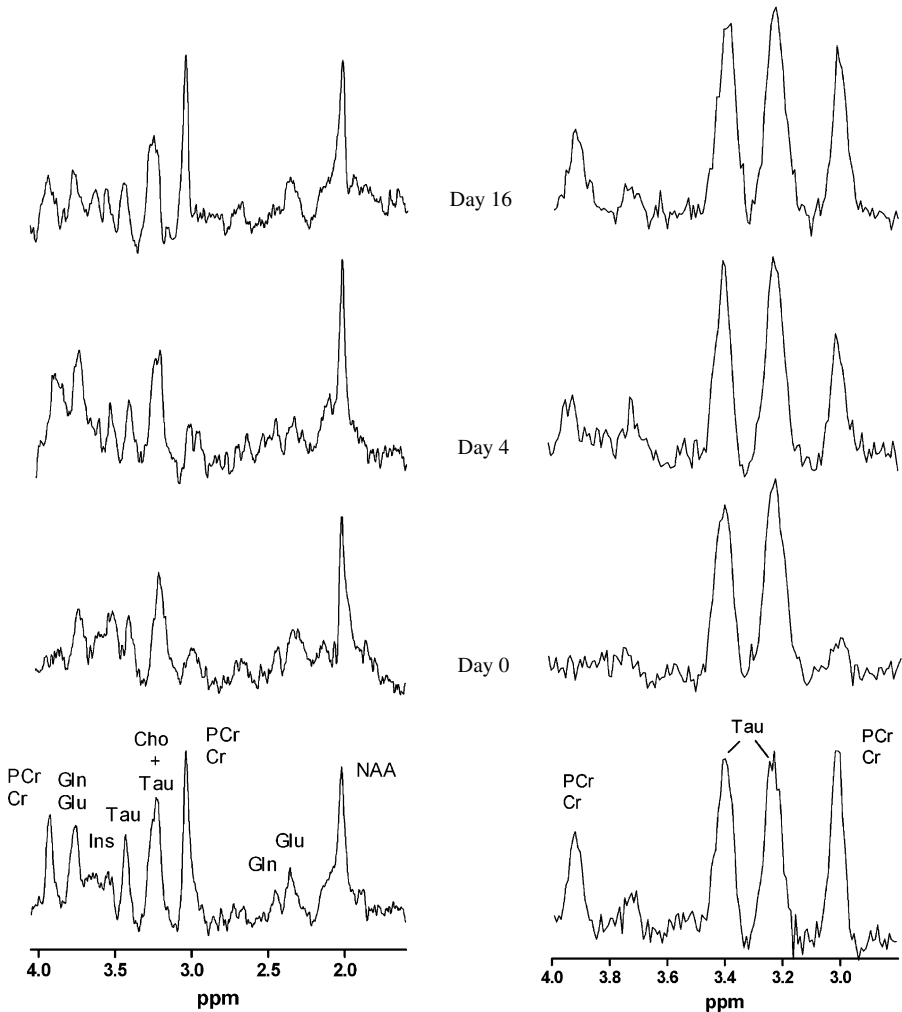 Day 16
Day 4
Day 0
PCr
Cr
Gln
Glu
Ins
Tau
Cho
+
Tau
PCr
Cr
Gln
Glu
NAA
4.0 3.5 3.0 2.5 2.0
ppm
PCr
Cr
Tau
PCr
Cr
4.0 3.8 3.6 3.4 3.2 3.0
ppm